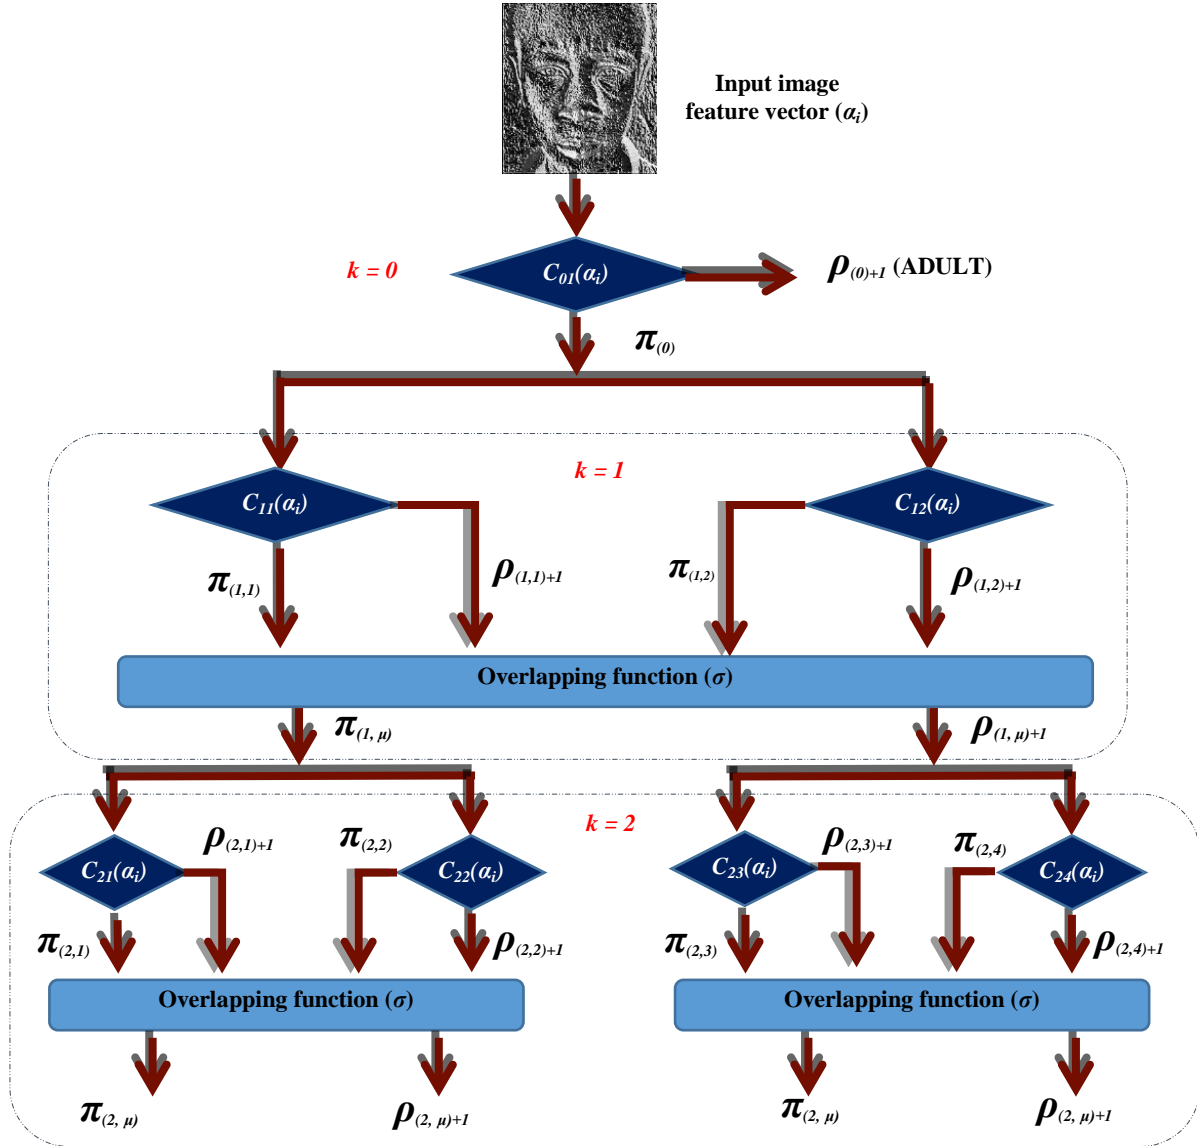 Input image
feature vector (αi)
k = 0
C01(αi)
ρ(0)+1 (ADULT)
π(0)
k = 1
C11(αi)
C12(αi)
π(1,1)
ρ(1,1)+1
π(1,2)
ρ(1,2)+1
Overlapping function (σ)
π(1, μ)
ρ(1, μ)+1
k = 2
C21(αi)
ρ(2,1)+1
π(2,2)
C22(αi)
C23(αi)
ρ(2,3)+1
π(2,4)
C24(αi)
π(2,1)
ρ(2,2)+1
π(2,3)
ρ(2,4)+1
Overlapping function (σ)
Overlapping function (σ)
π(2, μ)
ρ(2, μ)+1
π(2, μ)
ρ(2, μ)+1